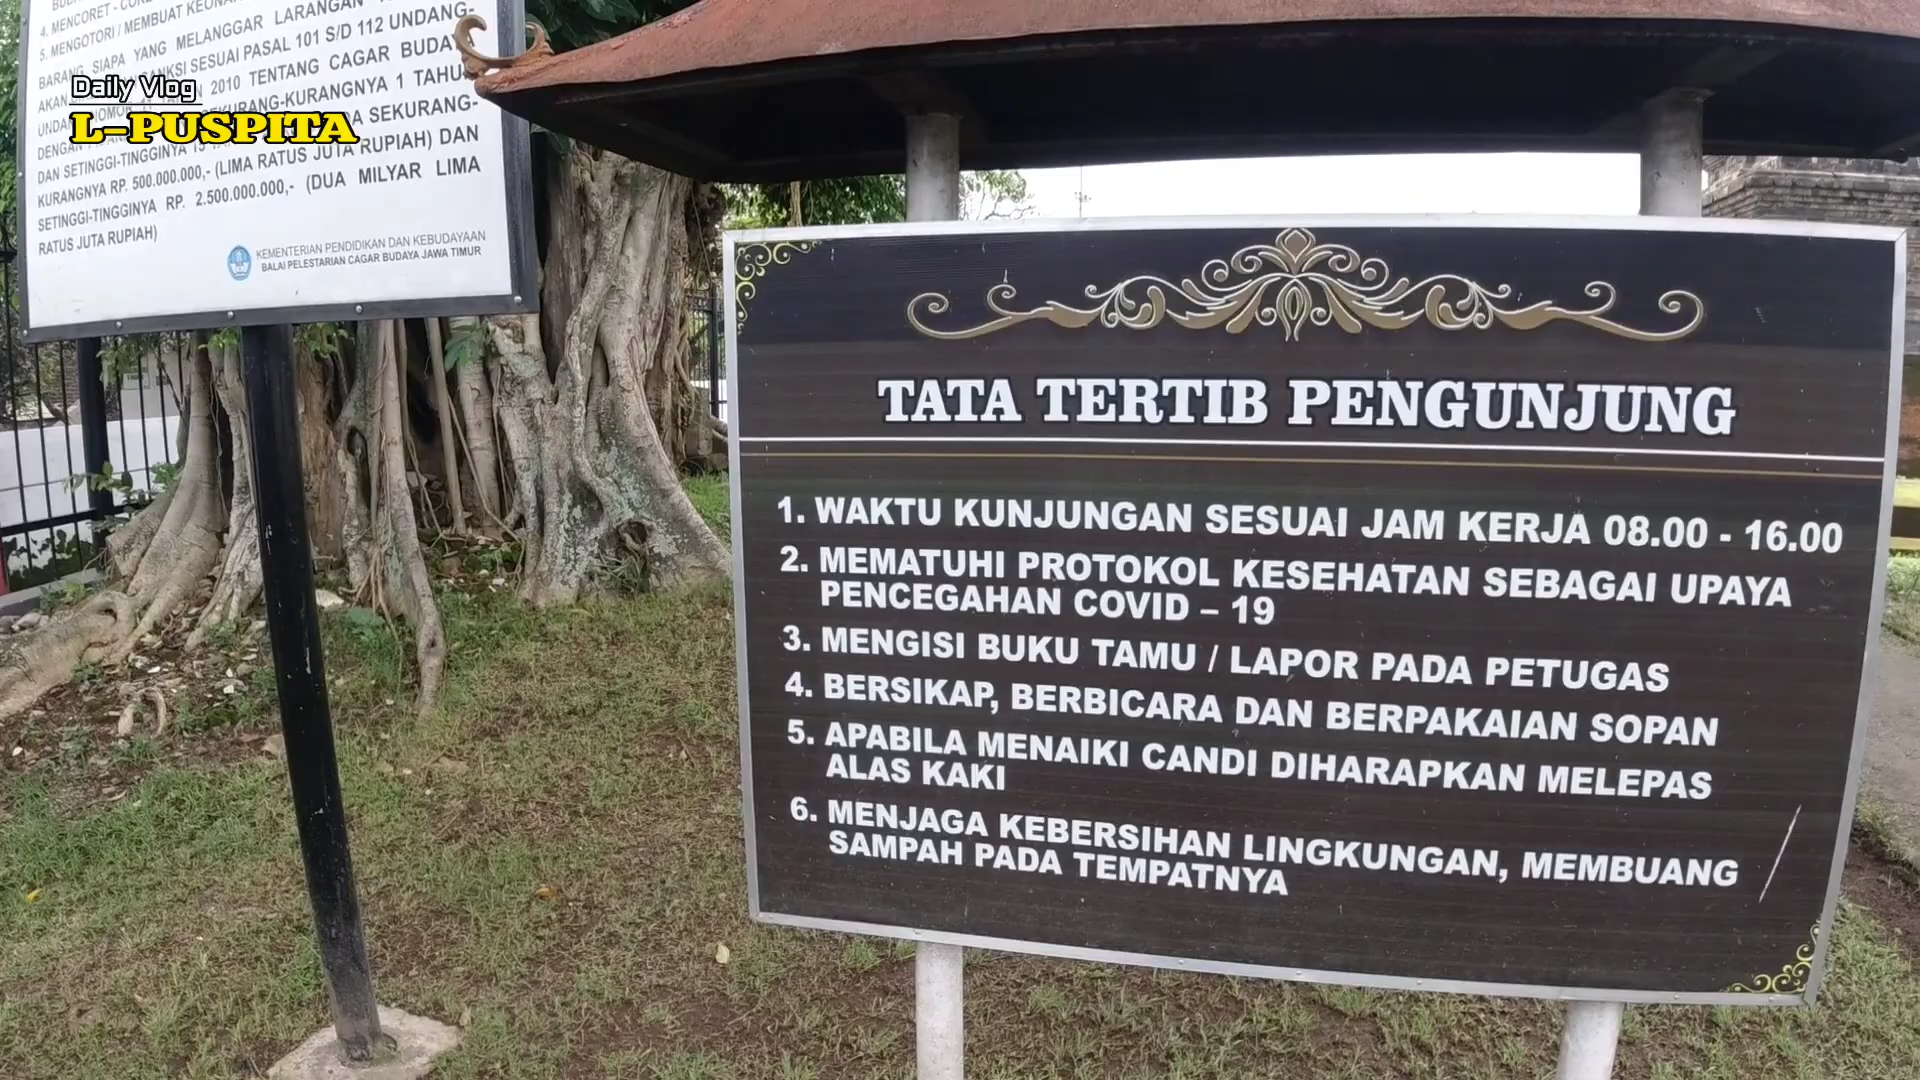 4. MENCORET -
5. MENGOTORI / MEMBUAT
BARANG SIAPA YANG MELANGGAR LARANGAN
AKAN SANKSI SESUAI PASAL 101 S/D 112 UNDANG-
UNDANG NOMOR 2010 TENTANG CAGAR BUDAYA
DENGAN SEKURANG-KURANGNYA 1 TAHUN
DAN SETINGGI-TINGGINYA 15 SEKURANG-
KURANGNYA RP. 500.000.000,- (LIMA RATUS JUTA RUPIAH) DAN
SETINGGI-TINGGINYA RP. 2.500.000.000,- (DUA MILYAR LIMA
RATUS JUTA RUPIAH)
KEMENTERIAN PENDIDIKAN DAN KEBUDAYAAN
BALAI PELESTARIAN CAGAR BUDAYA JAWA TIMUR
Daily Vlog
L-PUSPITA
TATA TERTIB PENGUNJUNG
1. WAKTU KUNJUNGAN SESUAI JAM KERJA 08.00 - 16.00
2. MEMATUHI PROTOKOL KESEHATAN SEBAGAI UPAYA
PENCEGAHAN COVID – 19
3. MENGISI BUKU TAMU / LAPOR PADA PETUGAS
4. BERSIKAP, BERBICARA DAN BERPAKAIAN SOPAN
5. APABILA MENAIKI CANDI DIHARAPKAN MELEPAS
ALAS KAKI
6. MENJAGA KEBERSIHAN LINGKUNGAN, MEMBUANG
SAMPAH PADA TEMPATNYA